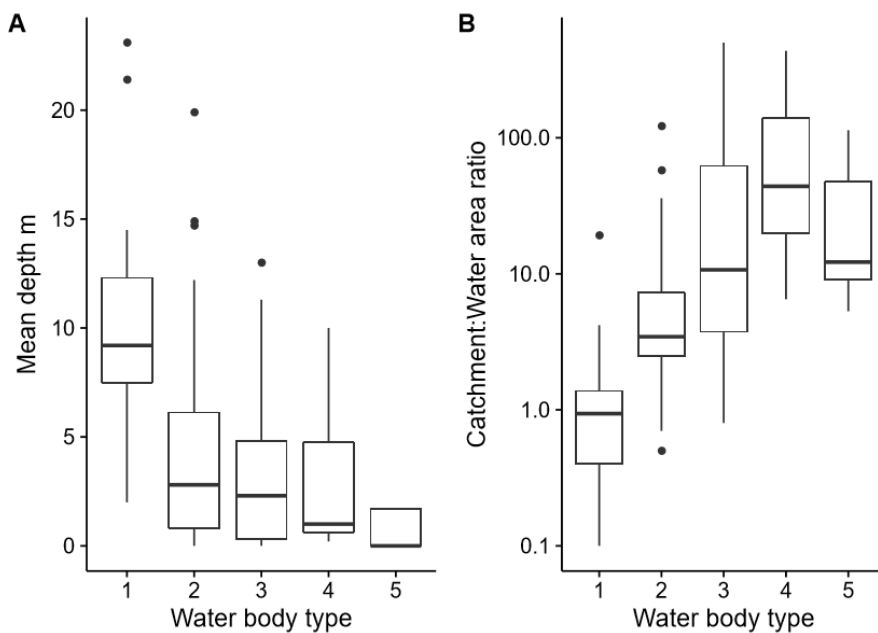 A
Mean depth m
20
15
10
5
0
1 2 3 4 5
Water body type
B
Catchment:Water area ratio
100.0
10.0
1.0
0.1
1 2 3 4 5
Water body type